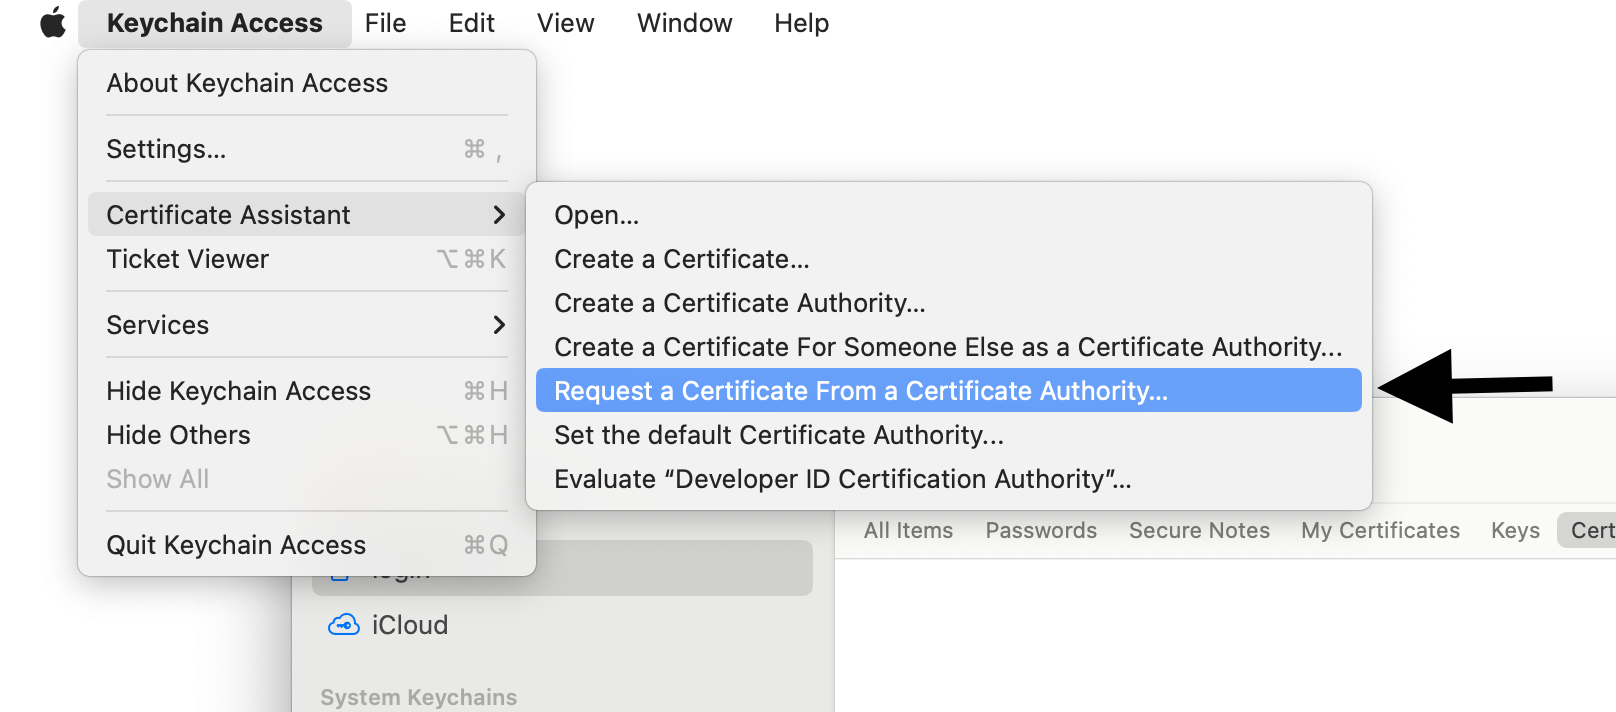 Keychain Access File Edit View Window Help
About Keychain Access
Settings... ⌘ ,
Certificate Assistant
Ticket Viewer ⌥⌘K
Services
Hide Keychain Access ⌘H
Hide Others ⌥⌘H
Show All
Quit Keychain Access ⌘Q
Open...
Create a Certificate...
Create a Certificate Authority...
Create a Certificate For Someone Else as a Certificate Authority...
Request a Certificate From a Certificate Authority...
Set the default Certificate Authority...
Evaluate “Developer ID Certification Authority”...
All Items Passwords Secure Notes My Certificates Keys Cert
login
iCloud
System Keychains